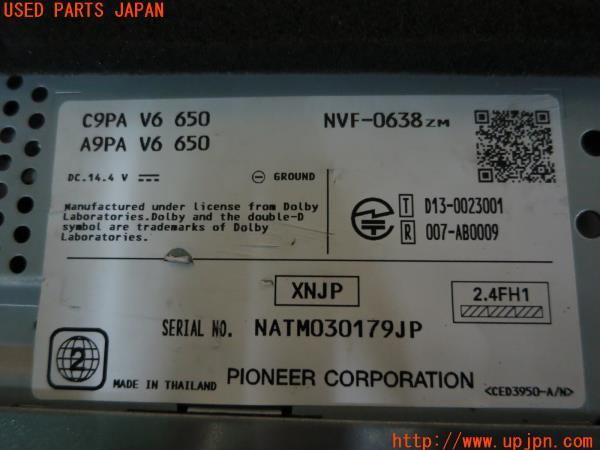 USED PARTS JAPAN
C9PA V6 650
A9PA V6 650
NVF-0638ZM
DC.14.4 V
GROUND
Manufactured under license from Dolby
Laboratories.Dolby and the double-D
symbol are trademarks of Dolby
Laboratories.
T D13-0023001
R 007-AB0009
XNJP
2.4FH1
SERIAL NO. NATM030179JP
2
MADE IN THAILAND PIONEER CORPORATION <CED3950-A/N>
http://www.upjpn.com